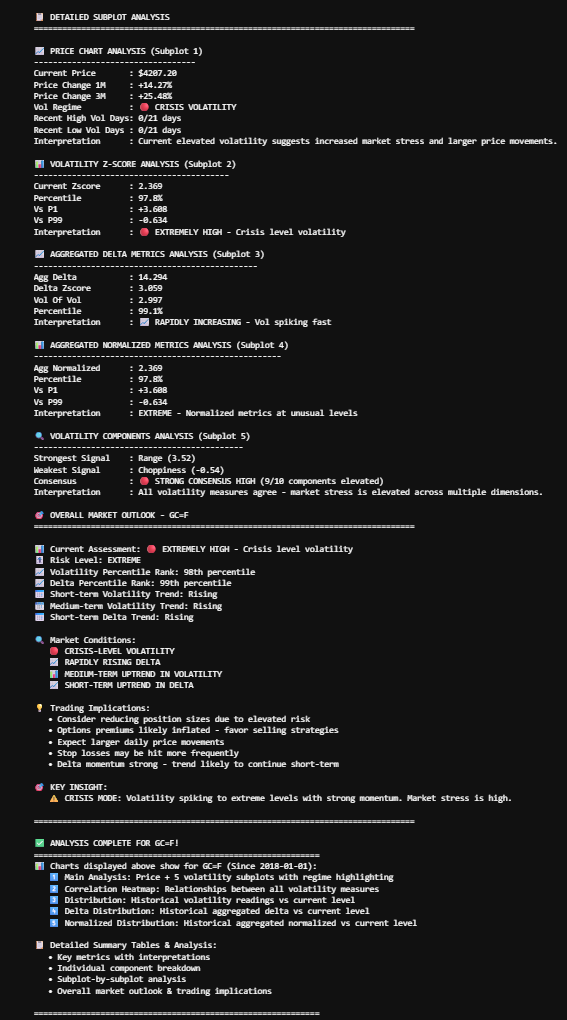 📋 DETAILED SUBPLOT ANALYSIS
================================================================================
📈 PRICE CHART ANALYSIS (Subplot 1)
----------------------------------
Current Price       : $4207.20
Price Change 1M     : +14.27%
Price Change 3M     : +25.48%
Vol Regime          : 🔴 CRISIS VOLATILITY
Recent High Vol Days: 0/21 days
Recent Low Vol Days : 0/21 days
Interpretation      : Current elevated volatility suggests increased market stress and larger price movements.
📊 VOLATILITY Z-SCORE ANALYSIS (Subplot 2)
-----------------------------------------
Current Zscore      : 2.369
Percentile          : 97.8%
Vs P1               : +3.608
Vs P99              : -0.634
Interpretation      : 🔴 EXTREMELY HIGH - Crisis level volatility
📈 AGGREGATED DELTA METRICS ANALYSIS (Subplot 3)
-----------------------------------------------
Agg Delta           : 14.294
Delta Zscore        : 3.059
Vol Of Vol          : 2.997
Percentile          : 99.1%
Interpretation      : 📈 RAPIDLY INCREASING - Vol spiking fast
📊 AGGREGATED NORMALIZED METRICS ANALYSIS (Subplot 4)
----------------------------------------------------
Agg Normalized      : 2.369
Percentile          : 97.8%
Vs P1               : +3.608
Vs P99              : -0.634
Interpretation      : EXTREME - Normalized metrics at unusual levels
🔍 VOLATILITY COMPONENTS ANALYSIS (Subplot 5)
--------------------------------------------
Strongest Signal    : Range (3.52)
Weakest Signal      : Choppiness (-0.54)
Consensus           : 🔴 STRONG CONSENSUS HIGH (9/10 components elevated)
Interpretation      : All volatility measures agree - market stress is elevated across multiple dimensions.
🎯 OVERALL MARKET OUTLOOK - GC=F
================================================================================
📊 Current Assessment: 🔴 EXTREMELY HIGH - Crisis level volatility
Risk Level: EXTREME
📈 Volatility Percentile Rank: 98th percentile
📈 Delta Percentile Rank: 99th percentile
📅 Short-term Volatility Trend: Rising
📅 Medium-term Volatility Trend: Rising
📅 Short-term Delta Trend: Rising
🔍 Market Conditions:
🔴 CRISIS-LEVEL VOLATILITY
📈 RAPIDLY RISING DELTA
📊 MEDIUM-TERM UPTREND IN VOLATILITY
📈 SHORT-TERM UPTREND IN DELTA
💡 Trading Implications:
• Consider reducing position sizes due to elevated risk
• Options premiums likely inflated - favor selling strategies
• Expect larger daily price movements
• Stop losses may be hit more frequently
• Delta momentum strong - trend likely to continue short-term
🎯 KEY INSIGHT:
⚠️ CRISIS MODE: Volatility spiking to extreme levels with strong momentum. Market stress is high.
================================================================================
✅ ANALYSIS COMPLETE FOR GC=F!
============================================================
📊 Charts displayed above show for GC=F (Since 2018-01-01):
1️⃣ Main Analysis: Price + 5 volatility subplots with regime highlighting
2️⃣ Correlation Heatmap: Relationships between all volatility measures
3️⃣ Distribution: Historical volatility readings vs current level
4️⃣ Delta Distribution: Historical aggregated delta vs current level
5️⃣ Normalized Distribution: Historical aggregated normalized vs current level
📋 Detailed Summary Tables & Analysis:
• Key metrics with interpretations
• Individual component breakdown
• Subplot-by-subplot analysis
• Overall market outlook & trading implications
============================================================